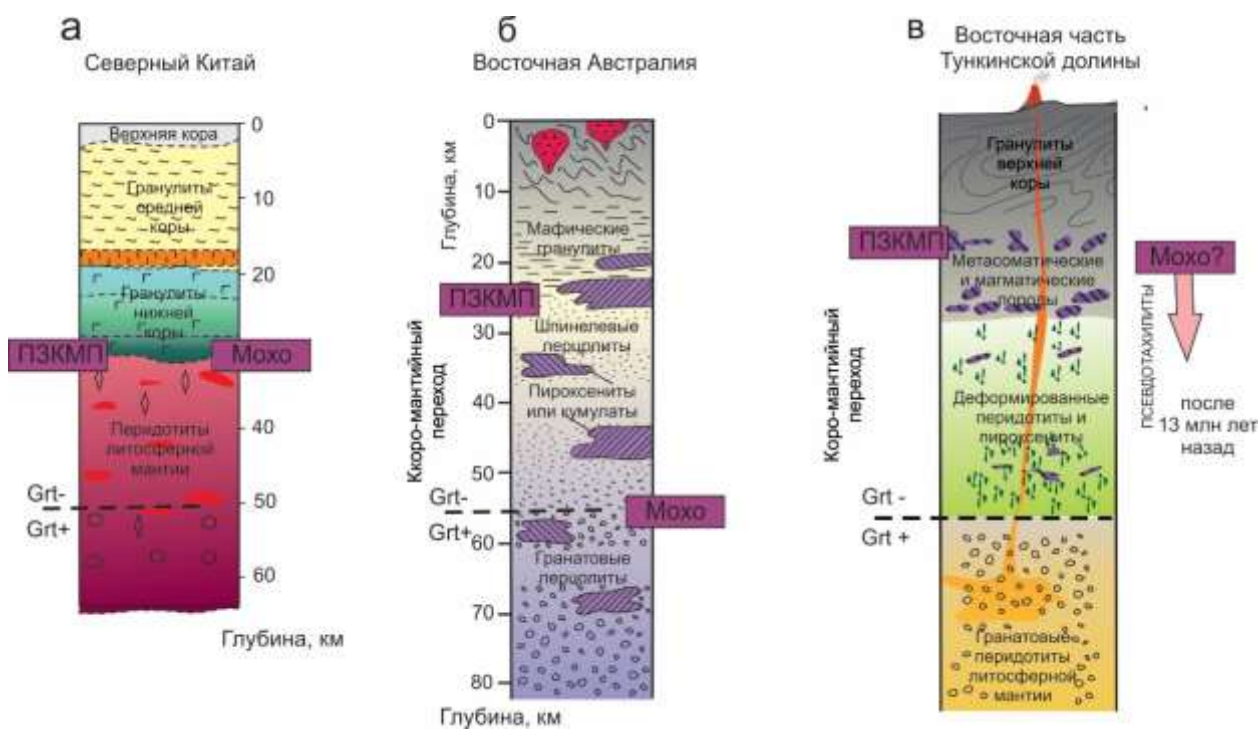 а
Северный Китай
Верхняя кора
Гранулиты
средней
коры
Гранулиты
нижней
коры
ПЗКМП
Мохо
Перидотиты
литосферной
мантии
Grt-
Grt+
0
10
20
40
50
60
Глубина, км
б
Восточная Австралия
Глубина, км
0
10
20
30
40
50
60
70
80
Мафические
гранулиты
ПЗКМП
Шпинелевые
лерцолиты
Пироксениты
или кумулаты
Ккоро-мантийный
переход
Grt-
Grt+
Мохо
Гранатовые
лерцолиты
Глубина, км
в
Восточная часть
Тункинской долины
Гранулиты
верхней
коры
ПЗКМП
Метасоматические
и магматические
породы
Мохо?
ПСЕВДОТАХИЛИТЫ
после
13 млн лет
назад
Коро-мантийный
переход
Деформированные
перидотиты и
пироксениты
Grt -
Grt +
Гранатовые
перидотиты
литосферной
мантии